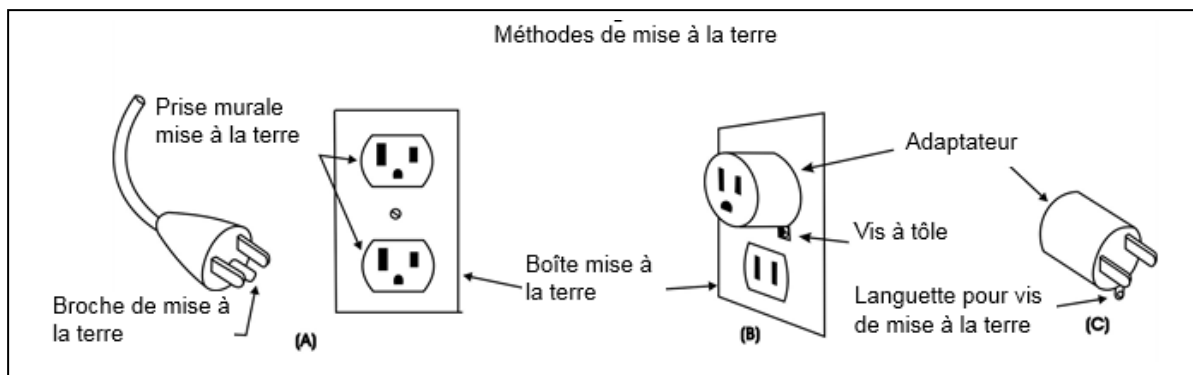 Méthodes de mise à la terre
Prise murale
mise à la terre
Broche de mise à
la terre
(A)
Boîte mise à
la terre
Adaptateur
Vis à tôle
(B)
Languette pour vis
de mise à la terre
(C)